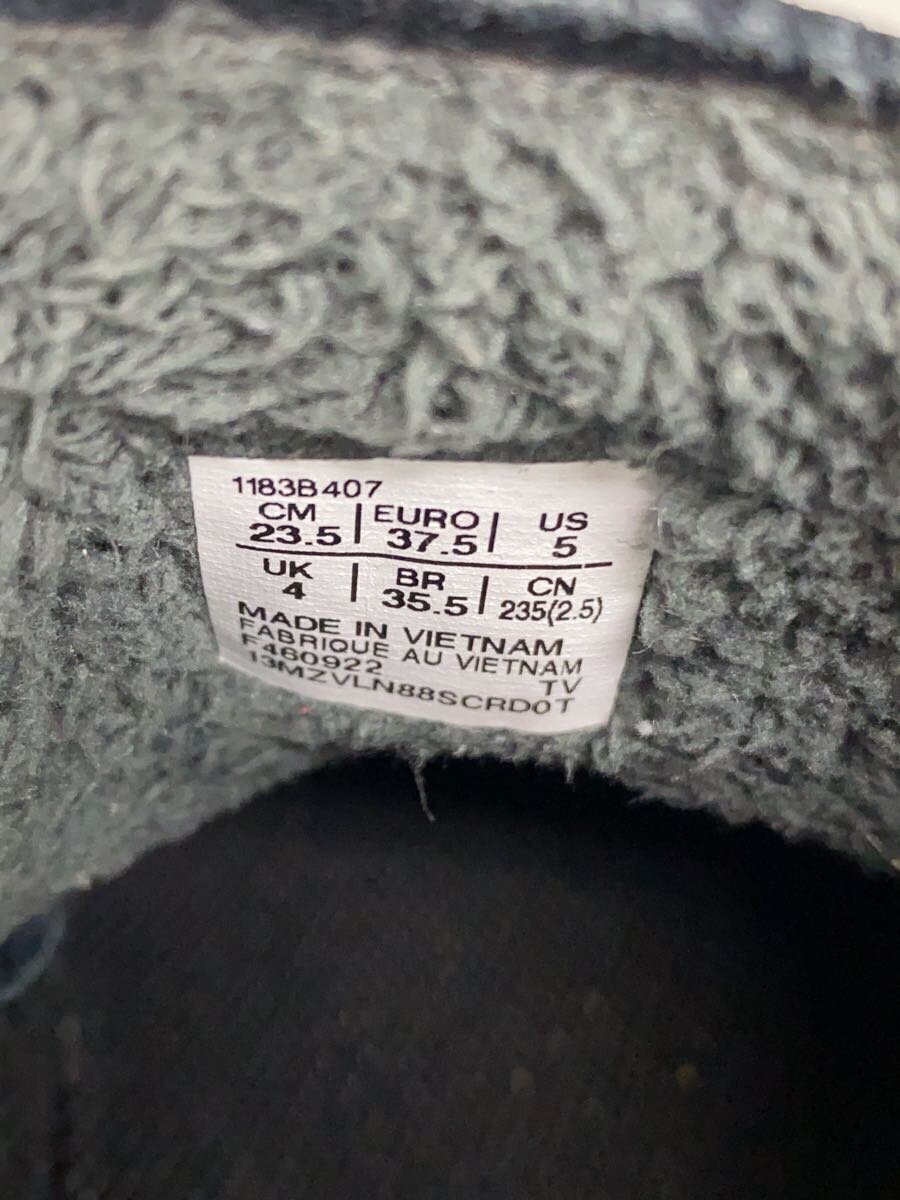 1183B407
CM | EURO | US
23.5 | 37.5 | 5
UK | BR | CN
4 | 35.5 | 235(2.5)
MADE IN VIETNAM
FABRIQUE AU VIETNAM
F460922 TV
13MZVLN88SCRD0T